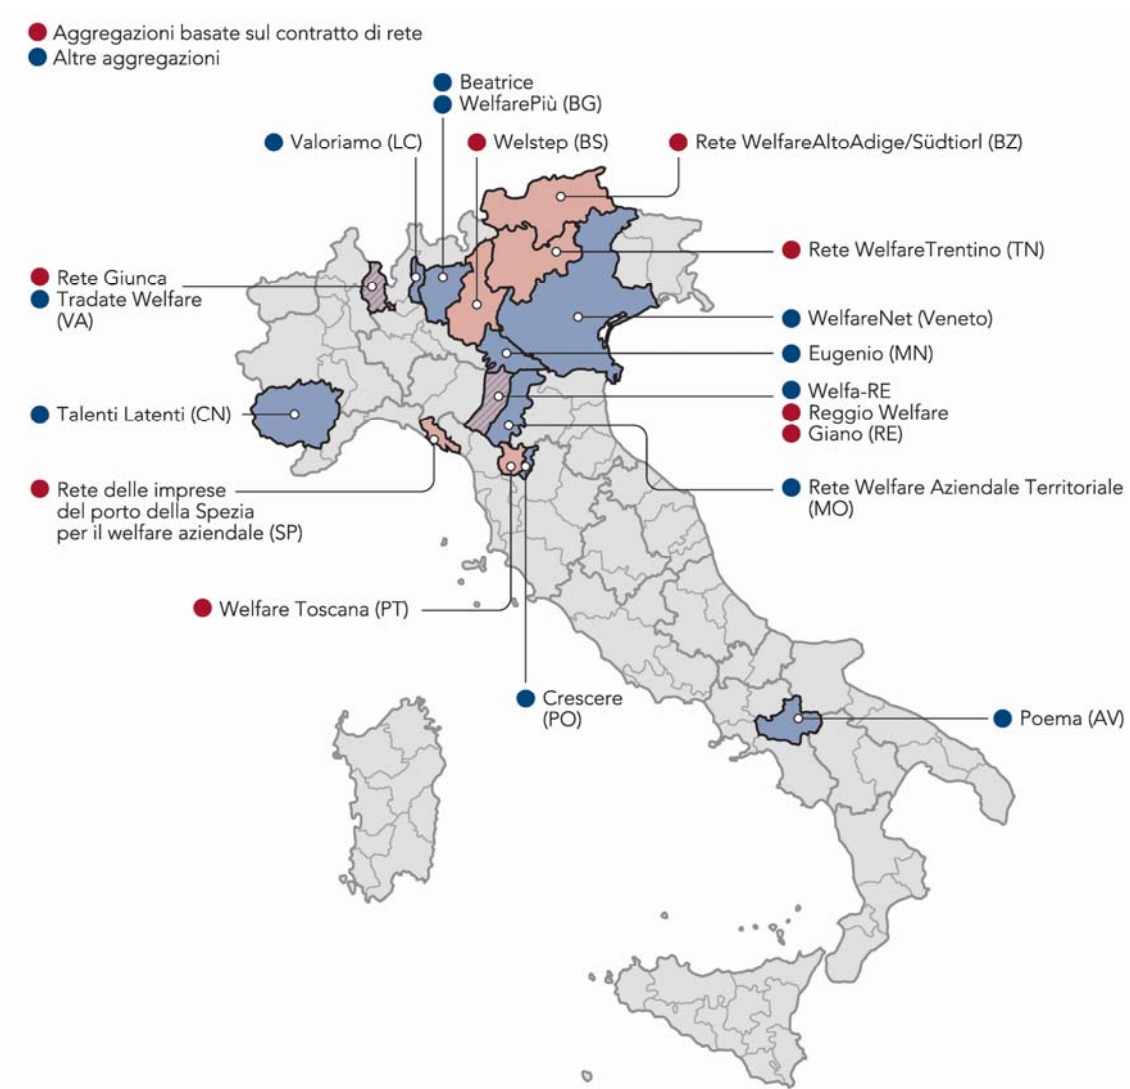 Aggregazioni basate sul contratto di rete
Altre aggregazioni
Beatrice
WelfarePiù (BG)
Valoriamo (LC)
Welstep (BS)
Rete WelfareAltoAdige/Südtiorl (BZ)
Rete WelfareTrentino (TN)
Rete Giunca
Tradate Welfare
(VA)
WelfareNet (Veneto)
Eugenio (MN)
Welfa-RE
Reggio Welfare
Giano (RE)
Talenti Latenti (CN)
Rete delle imprese
del porto della Spezia
per il welfare aziendale (SP)
Rete Welfare Aziendale Territoriale
(MO)
Welfare Toscana (PT)
Crescere
(PO)
Poema (AV)